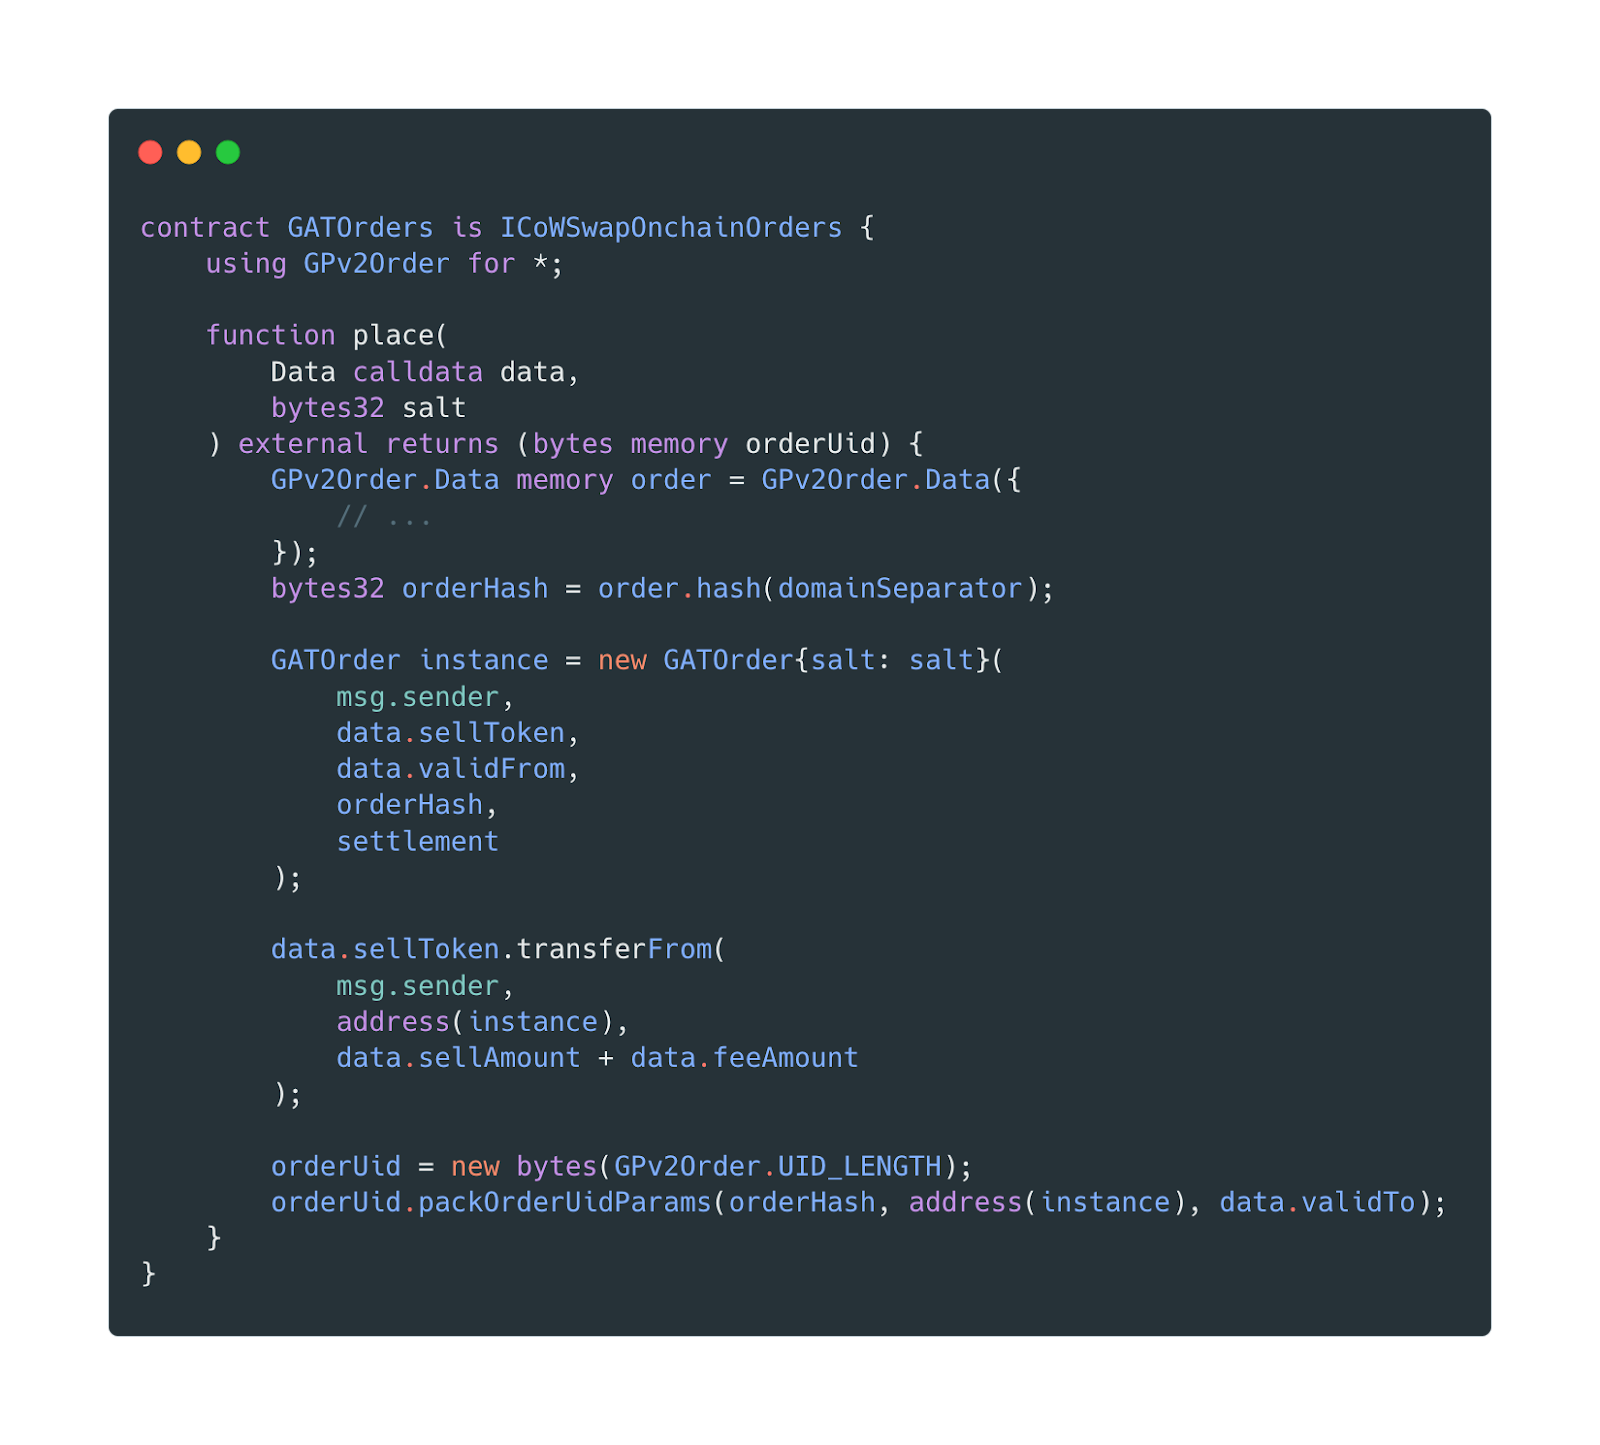 contract GATOrders is ICoWSwapOnchainOrders {
    using GPv2Order for *;

    function place(
        Data calldata data,
        bytes32 salt
    ) external returns (bytes memory orderUid) {
        GPv2Order.Data memory order = GPv2Order.Data({
            // ...
        });
        bytes32 orderHash = order.hash(domainSeparator);

        GATOrder instance = new GATOrder{salt: salt}(
            msg.sender,
            data.sellToken,
            data.validFrom,
            orderHash,
            settlement
        );

        data.sellToken.transferFrom(
            msg.sender,
            address(instance),
            data.sellAmount + data.feeAmount
        );

        orderUid = new bytes(GPv2Order.UID_LENGTH);
        orderUid.packOrderUidParams(orderHash, address(instance), data.validTo);
    }
}